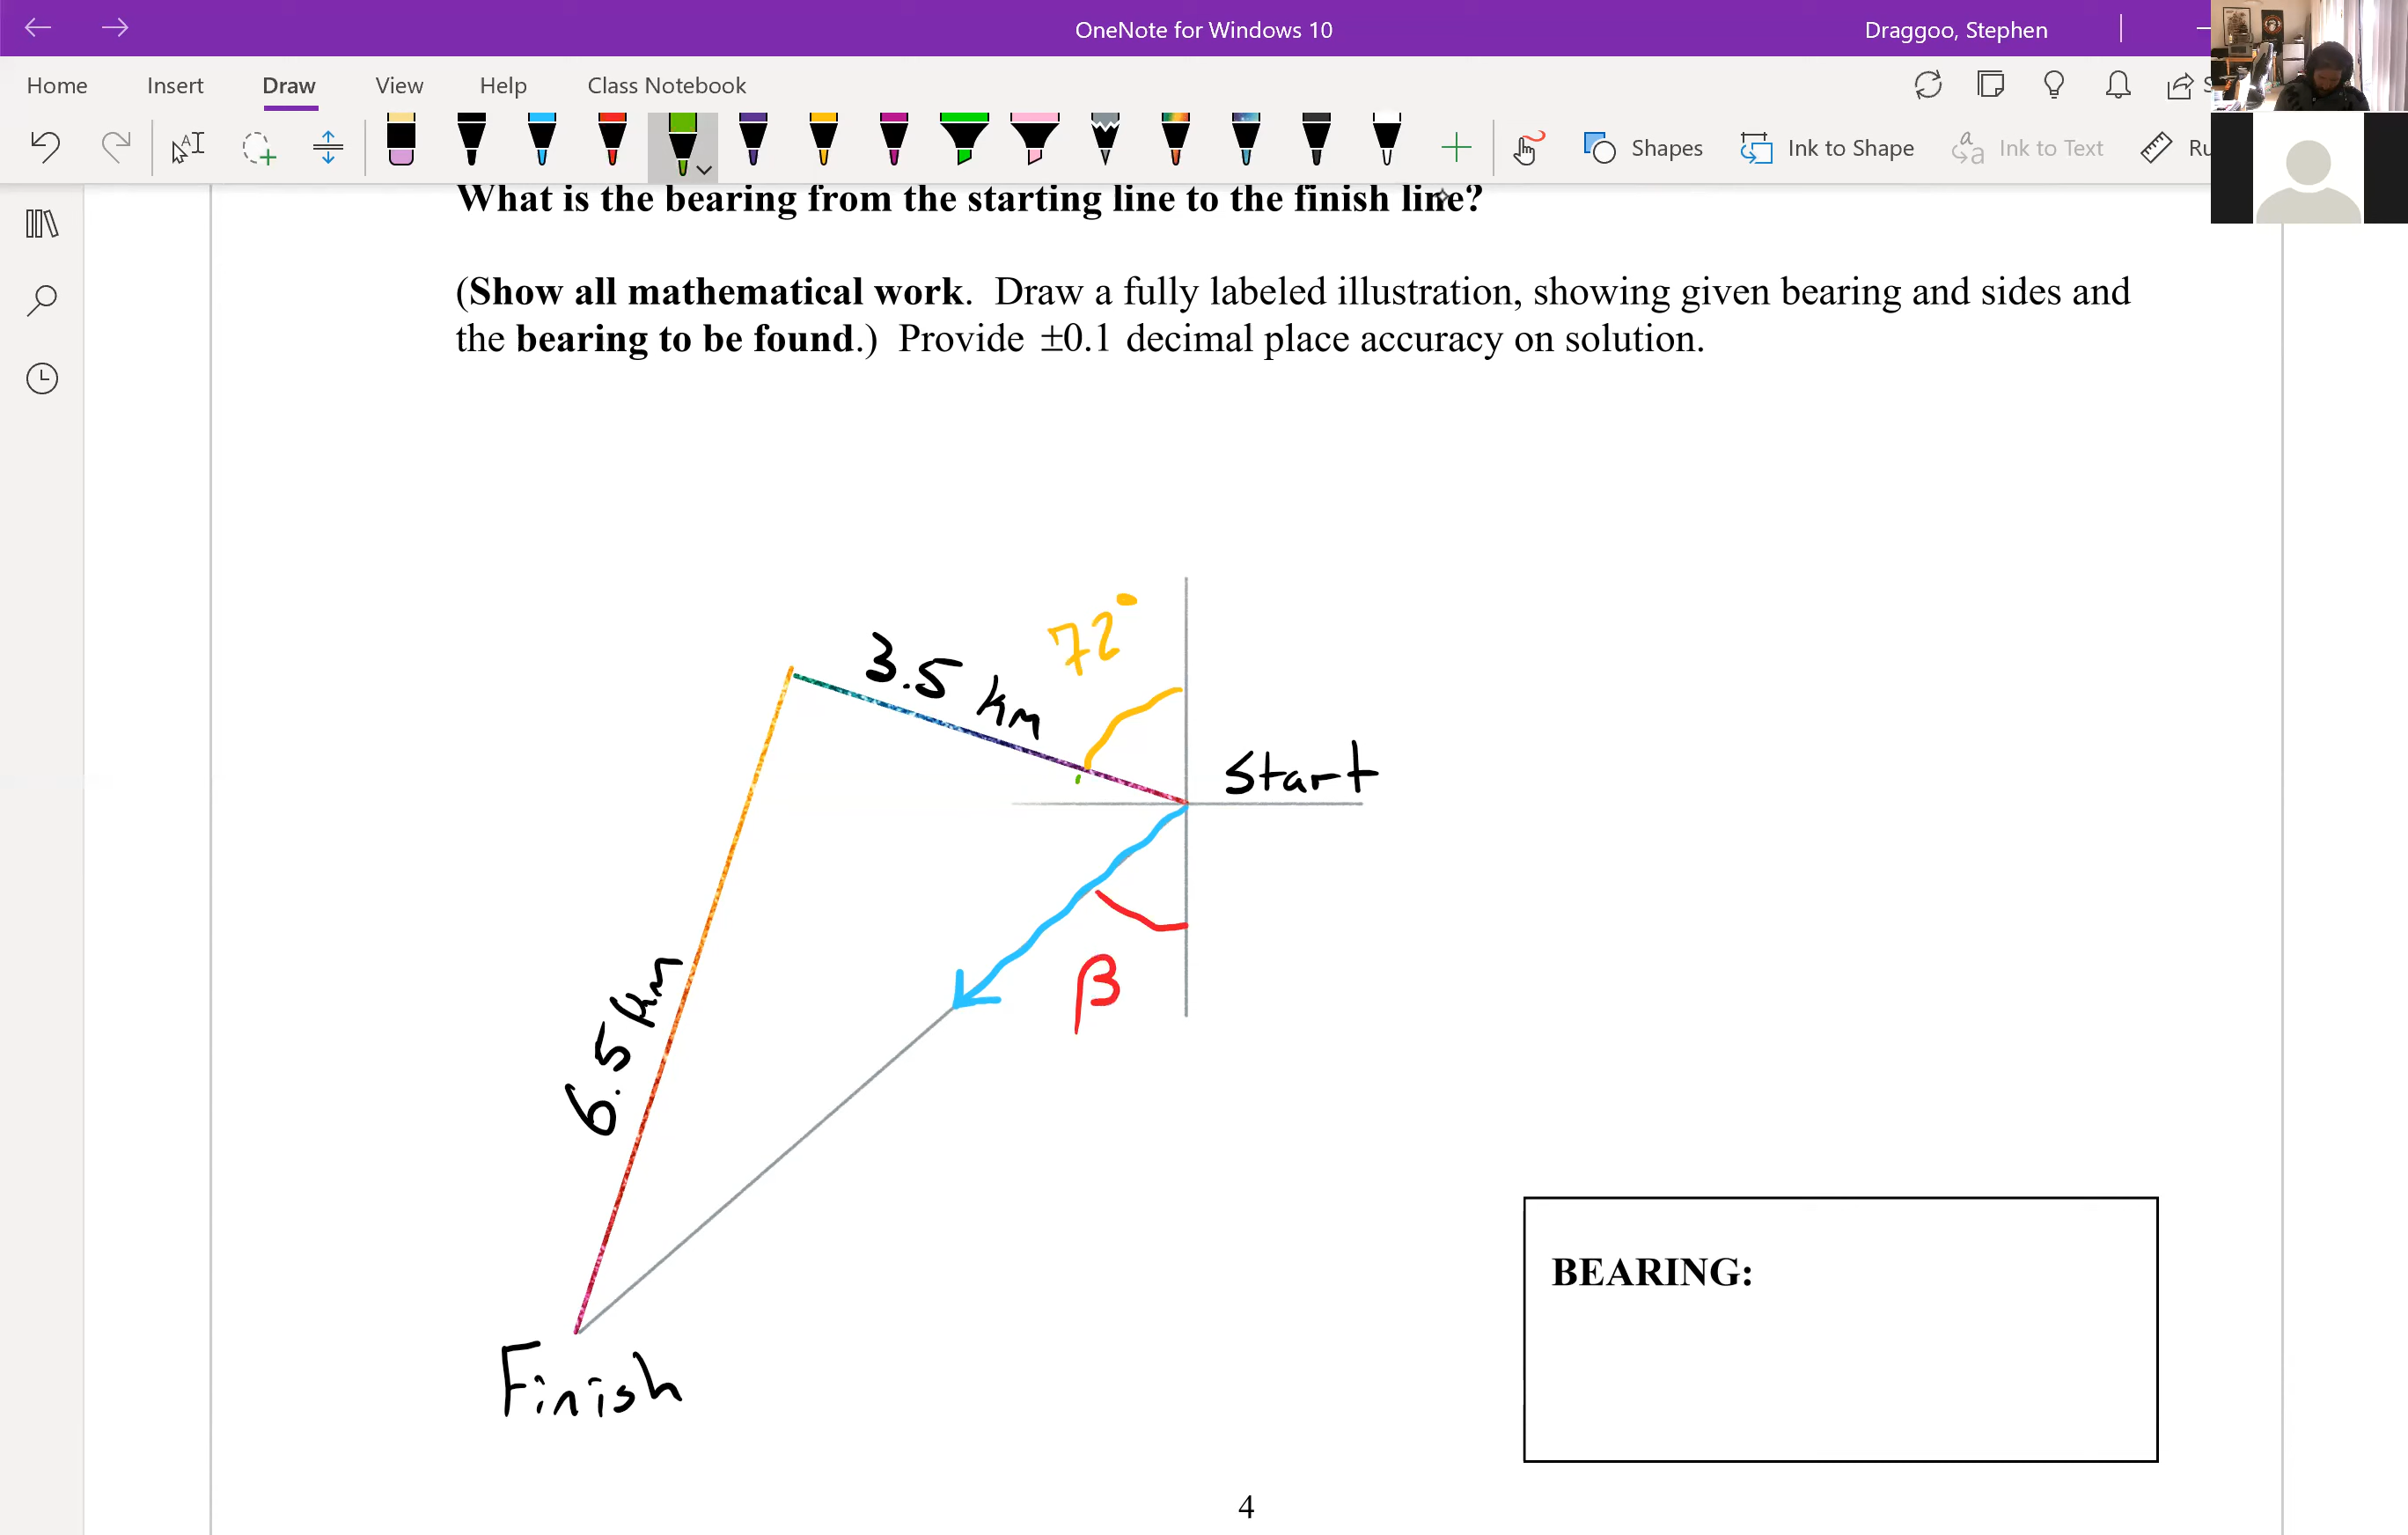 OneNote for Windows 10
Draggoo, Stephen
Home Insert Draw View Help Class Notebook
Shapes Ink to Shape Ink to Text Ru
What is the bearing from the starting line to the finish line?
(Show all mathematical work. Draw a fully labeled illustration, showing given bearing and sides and
the bearing to be found.) Provide ±0.1 decimal place accuracy on solution.
72°
3.5 km
Start
β
6.5 km
Finish
BEARING:
4